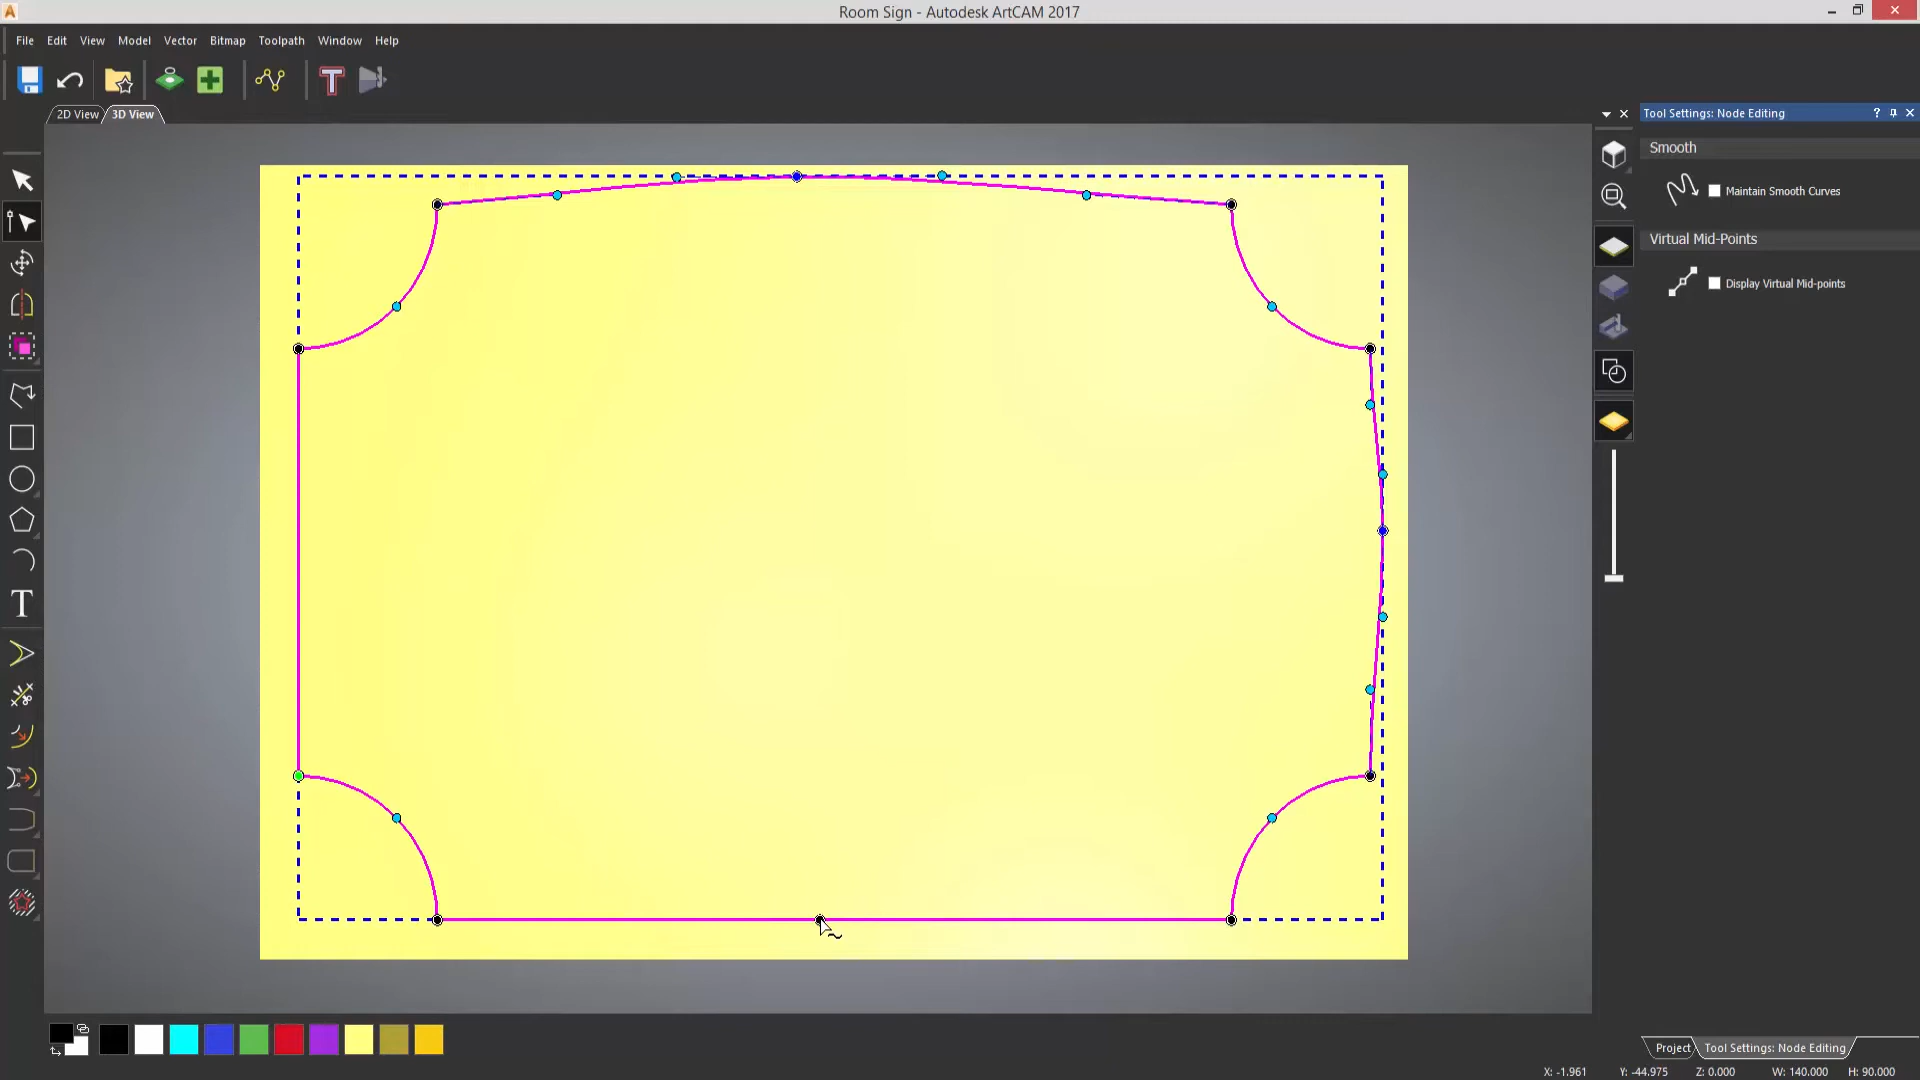 Room Sign - Autodesk ArtCAM 2017
File Edit View Model Vector Bitmap Toolpath Window Help
2D View 3D View
Tool Settings: Node Editing
Smooth
Maintain Smooth Curves
Virtual Mid-Points
Display Virtual Mid-points
Project Tool Settings: Node Editing
X: -1.961 Y: -44.975 Z: 0.000 W: 140.000 H: 90.000